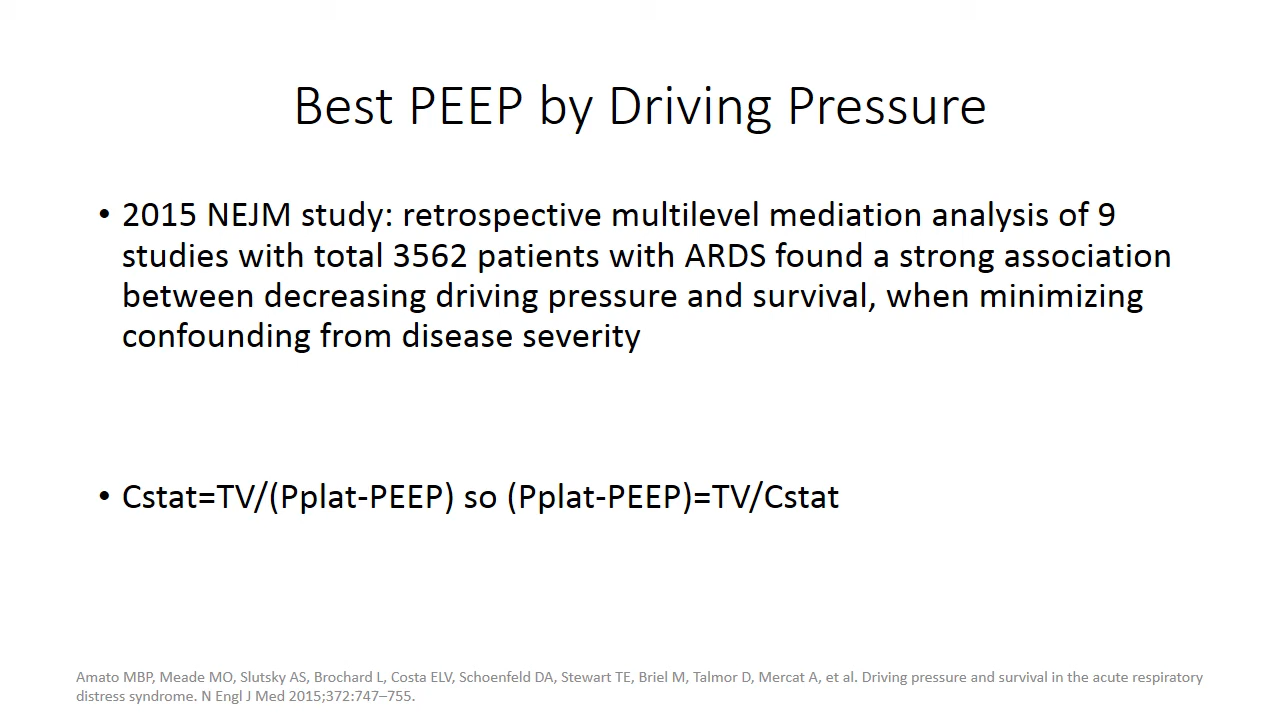 Best PEEP by Driving Pressure
• 2015 NEJM study: retrospective multilevel mediation analysis of 9
studies with total 3562 patients with ARDS found a strong association
between decreasing driving pressure and survival, when minimizing
confounding from disease severity
• Cstat=TV/(Pplat-PEEP) so (Pplat-PEEP)=TV/Cstat
Amato MBP, Meade MO, Slutsky AS, Brochard L, Costa ELV, Schoenfeld DA, Stewart TE, Briel M, Talmor D, Mercat A, et al. Driving pressure and survival in the acute respiratory
distress syndrome. N Engl J Med 2015;372:747–755.